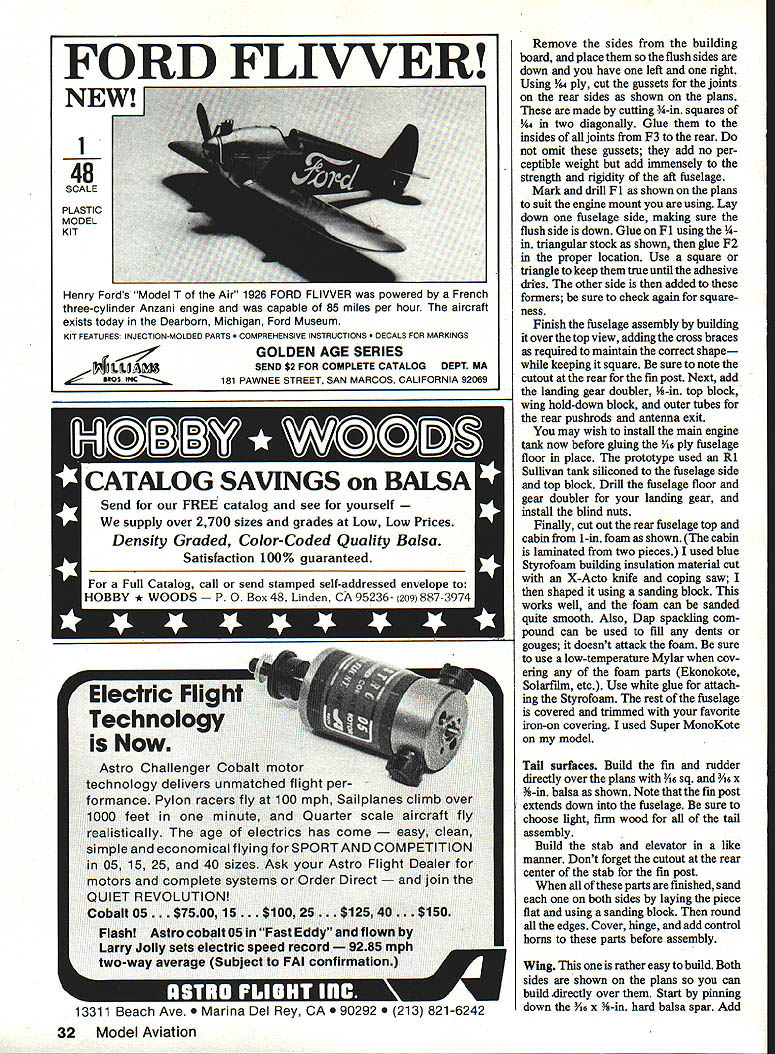 FORD FLIVVER!
NEW!
1
48
SCALE
PLASTIC
MODEL
KIT
Ford
Henry Ford's "Model T of the Air" 1926 FORD FLIVVER was powered by a French
three-cylinder Anzani engine and was capable of 85 miles per hour. The aircraft
exists today in the Dearborn, Michigan, Ford Museum.
KIT FEATURES: INJECTION-MOLDED PARTS • COMPREHENSIVE INSTRUCTIONS • DECALS FOR MARKINGS
WILLIAMS
BROS. INC
GOLDEN AGE SERIES
SEND $2 FOR COMPLETE CATALOG DEPT. MA
181 PAWNEE STREET, SAN MARCOS, CALIFORNIA 92069
HOBBY ★ WOODS
CATALOG SAVINGS on BALSA
Send for our FREE catalog and see for yourself —
We supply over 2,700 sizes and grades at Low, Low Prices.
Density Graded, Color-Coded Quality Balsa.
Satisfaction 100% guaranteed.
For a Full Catalog, call or send stamped self-addressed envelope to:
HOBBY ★ WOODS — P. O. Box 48, Linden, CA 95236 · (209) 887-3974
Electric Flight
Technology
is Now.
05
Astro Challenger Cobalt motor
technology delivers unmatched flight per-
formance. Pylon racers fly at 100 mph, Sailplanes climb over
1000 feet in one minute, and Quarter scale aircraft fly
realistically. The age of electrics has come — easy, clean,
simple and economical flying for SPORT AND COMPETITION
in 05, 15, 25, and 40 sizes. Ask your Astro Flight Dealer for
motors and complete systems or Order Direct — and join the
QUIET REVOLUTION!
Cobalt 05 . . . $75.00, 15 . . . $100, 25 . . . $125, 40 . . . $150.
Flash! Astro cobalt 05 in "Fast Eddy" and flown by
Larry Jolly sets electric speed record — 92.85 mph
two-way average (Subject to FAI confirmation.)
ASTRO FLIGHT INC.
13311 Beach Ave. • Marina Del Rey, CA • 90292 • (213) 821-6242
32 Model Aviation
Remove the sides from the building
board, and place them so the flush sides are
down and you have one left and one right.
Using 1/64 ply, cut the gussets for the joints
on the rear sides as shown on the plans.
These are made by cutting ¾-in. squares of
1/64 in two diagonally. Glue them to the
insides of all joints from F3 to the rear. Do
not omit these gussets; they add no per-
ceptible weight but add immensely to the
strength and rigidity of the aft fuselage.
Mark and drill F1 as shown on the plans
to suit the engine mount you are using. Lay
down one fuselage side, making sure the
flush side is down. Glue on F1 using the ¼-
in. triangular stock as shown, then glue F2
in the proper location. Use a square or
triangle to keep them true until the adhesive
dries. The other side is then added to these
formers; be sure to check again for square-
ness.
Finish the fuselage assembly by building
it over the top view, adding the cross braces
as required to maintain the correct shape—
while keeping it square. Be sure to note the
cutout at the rear for the fin post. Next, add
the landing gear doubler, ⅛-in. top block,
wing hold-down block, and outer tubes for
the rear pushrods and antenna exit.
You may wish to install the main engine
tank now before gluing the 1/16 ply fuselage
floor in place. The prototype used an R1
Sullivan tank siliconed to the fuselage side
and top block. Drill the fuselage floor and
gear doubler for your landing gear, and
install the blind nuts.
Finally, cut out the rear fuselage top and
cabin from 1-in. foam as shown. (The cabin
is laminated from two pieces.) I used blue
Styrofoam building insulation material cut
with an X-Acto knife and coping saw; I
then shaped it using a sanding block. This
works well, and the foam can be sanded
quite smooth. Also, Dap spackling com-
pound can be used to fill any dents or
gouges; it doesn't attack the foam. Be sure
to use a low-temperature Mylar when cov-
ering any of the foam parts (Ekonokote,
Solarfilm, etc.). Use white glue for attach-
ing the Styrofoam. The rest of the fuselage
is covered and trimmed with your favorite
iron-on covering. I used Super MonoKote
on my model.
Tail surfaces. Build the fin and rudder
directly over the plans with 3/16 sq. and 3/16 x
⅜-in. balsa as shown. Note that the fin post
extends down into the fuselage. Be sure to
choose light, firm wood for all of the tail
assembly.
Build the stab and elevator in a like
manner. Don't forget the cutout at the rear
center of the stab for the fin post.
When all of these parts are finished, sand
each one on both sides by laying the piece
flat and using a sanding block. Then round
all the edges. Cover, hinge, and add control
horns to these parts before assembly.
Wing. This one is rather easy to build. Both
sides are shown on the plans so you can
build directly over them. Start by pinning
down the 3/16 x ⅜-in. hard balsa spar. Add